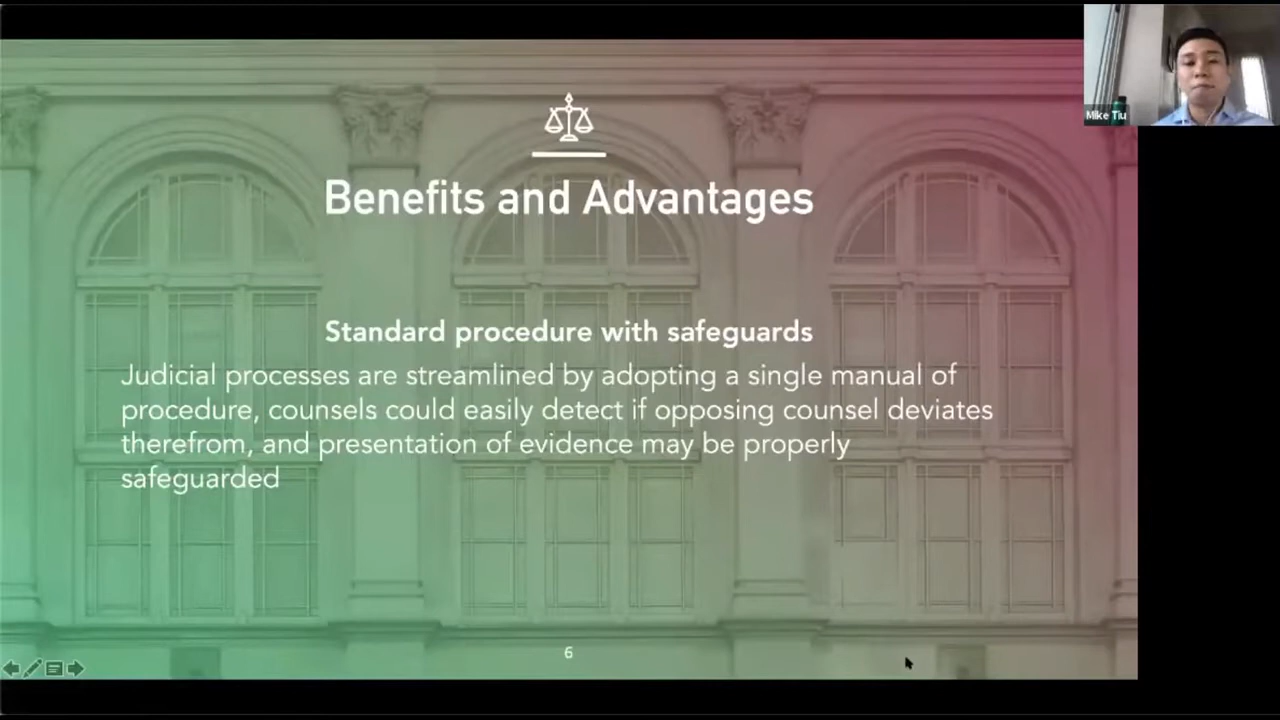 Mike Tiu
Benefits and Advantages
Standard procedure with safeguards
Judicial processes are streamlined by adopting a single manual of
procedure, counsels could easily detect if opposing counsel deviates
therefrom, and presentation of evidence may be properly
safeguarded
6